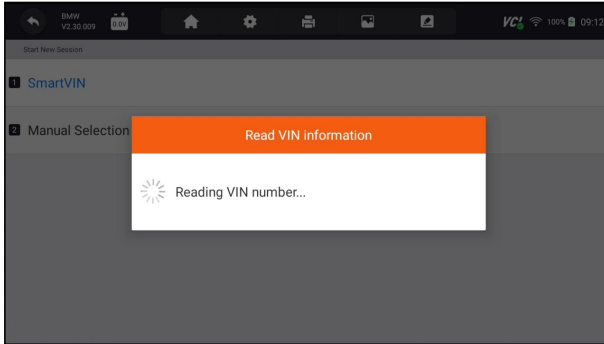 BMW
V2.30.009
0.0V
VCI
100%
09:12
Start New Session
1 SmartVIN
2 Manual Selection
Read VIN information
Reading VIN number...